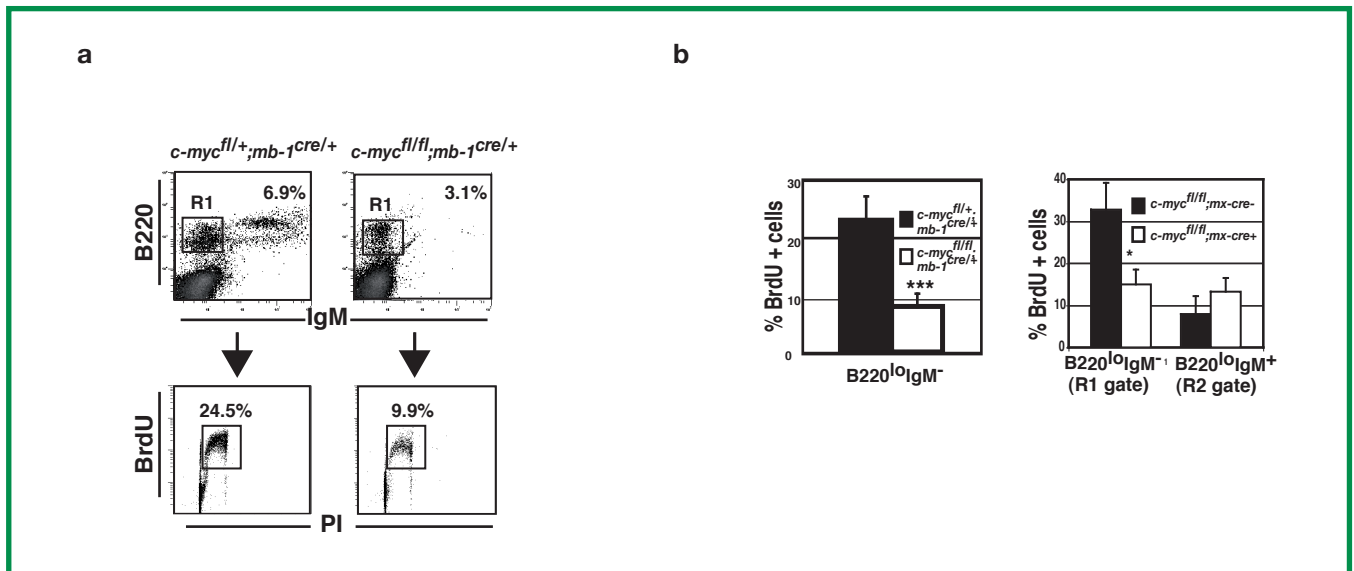 a
b
c-myc^fl/+;mb-1^cre/+
c-myc^fl/fl;mb-1^cre/+
B220
R1
6.9%
R1
3.1%
IgM
BrdU
24.5%
9.9%
PI
% BrdU + cells
30
20
10
0
c-myc^fl/+;
mb-1^cre/+
c-myc^fl/fl;
mb-1^cre/+
***
B220^lo IgM^-
% BrdU + cells
40
30
20
10
0
c-myc^fl/fl;mx-cre-
c-myc^fl/fl;mx-cre+
*
B220^lo IgM^- 1
(R1 gate)
B220^lo IgM^+
(R2 gate)